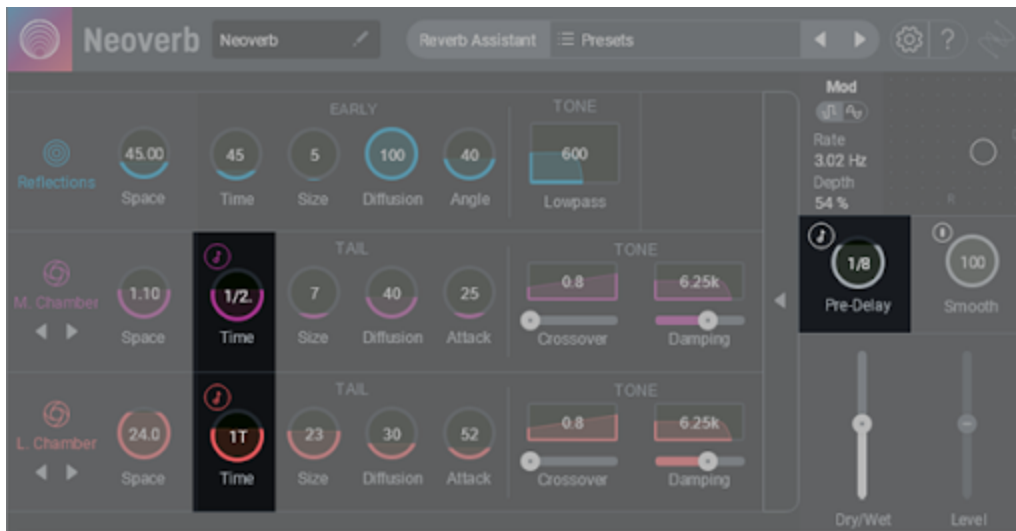 Neoverb Neoverb Reverb Assistant Presets ?
Mod
Rate
3.02 Hz
Depth
54 %
R
EARLY TONE
45.00 45 5 100 40 600
Reflections Space Time Size Diffusion Angle Lowpass
TAIL TONE
1.10 1/2. 7 40 25 0.8 6.25k
M. Chamber Space Time Size Diffusion Attack Crossover Damping
TAIL TONE
24.0 1T 23 30 52 0.8 6.25k
L. Chamber Space Time Size Diffusion Attack Crossover Damping
1/8 100
Pre-Delay Smooth
Dry/Wet Level